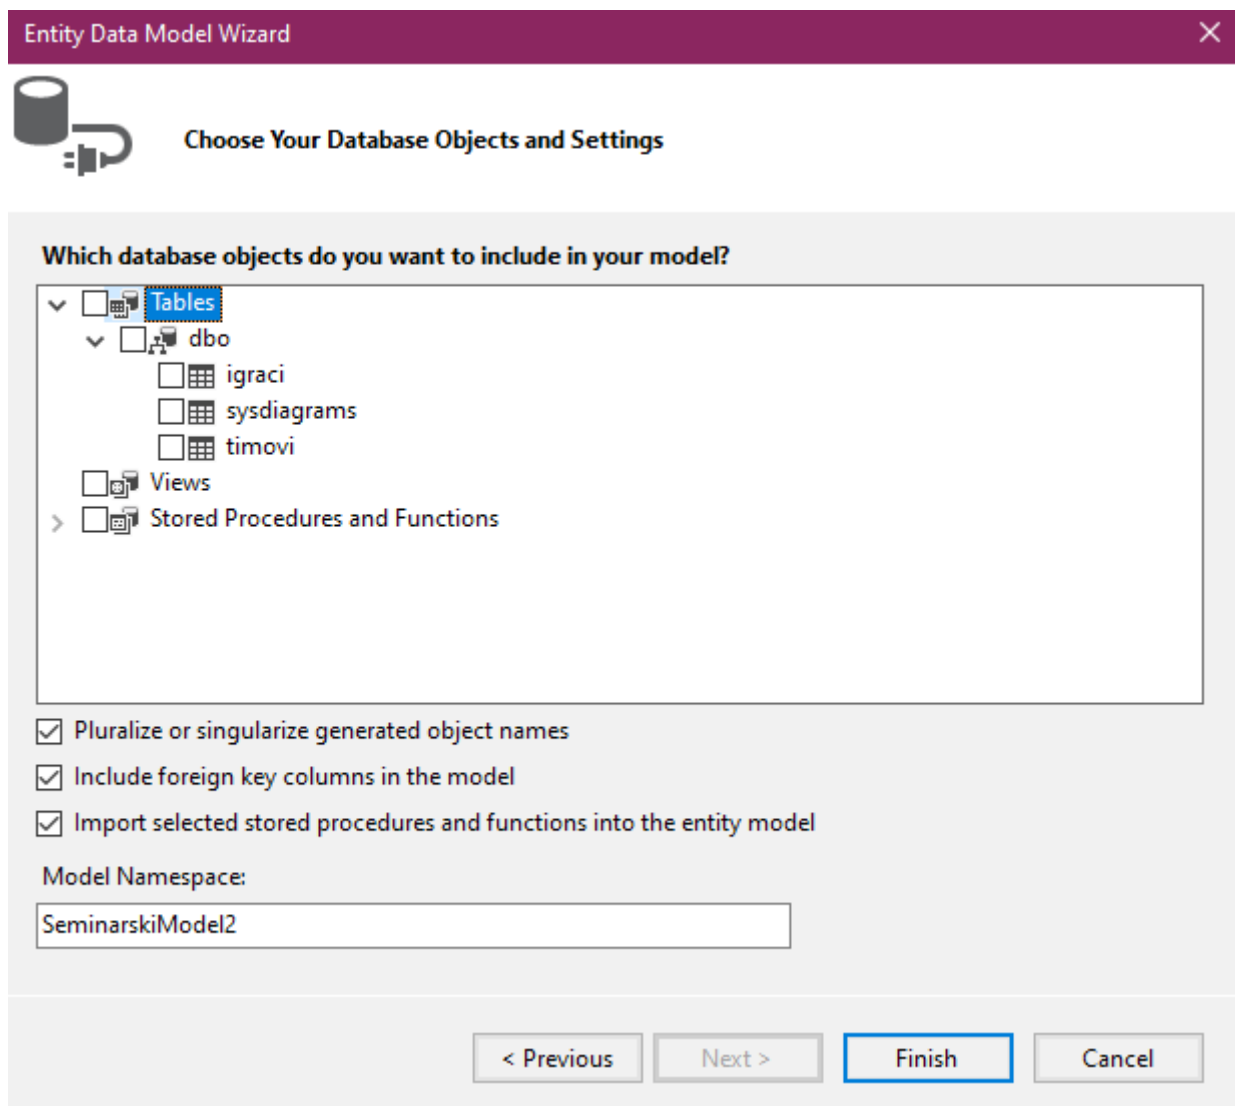 Entity Data Model Wizard
Choose Your Database Objects and Settings
Which database objects do you want to include in your model?
Tables
dbo
igraci
sysdiagrams
timovi
Views
Stored Procedures and Functions
Pluralize or singularize generated object names
Include foreign key columns in the model
Import selected stored procedures and functions into the entity model
Model Namespace:
SeminarskiModel2
< Previous Next > Finish Cancel